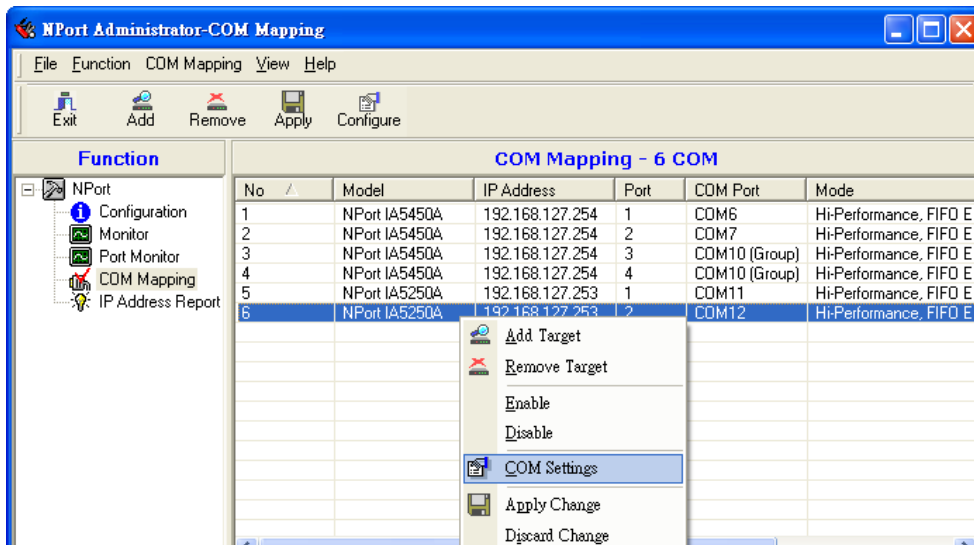 NPort Administrator-COM Mapping
File Function COM Mapping View Help
Exit Add Remove Apply Configure
Function
COM Mapping - 6 COM
NPort
Configuration
Monitor
Port Monitor
COM Mapping
IP Address Report
No Model IP Address Port COM Port Mode
1 NPort IA5450A 192.168.127.254 1 COM6 Hi-Performance, FIFO E
2 NPort IA5450A 192.168.127.254 2 COM7 Hi-Performance, FIFO E
3 NPort IA5450A 192.168.127.254 3 COM10 (Group) Hi-Performance, FIFO E
4 NPort IA5450A 192.168.127.254 4 COM10 (Group) Hi-Performance, FIFO E
5 NPort IA5250A 192.168.127.253 1 COM11 Hi-Performance, FIFO E
6 NPort IA5250A 192.168.127.253 2 COM12 Hi-Performance, FIFO E
Add Target
Remove Target
Enable
Disable
COM Settings
Apply Change
Discard Change